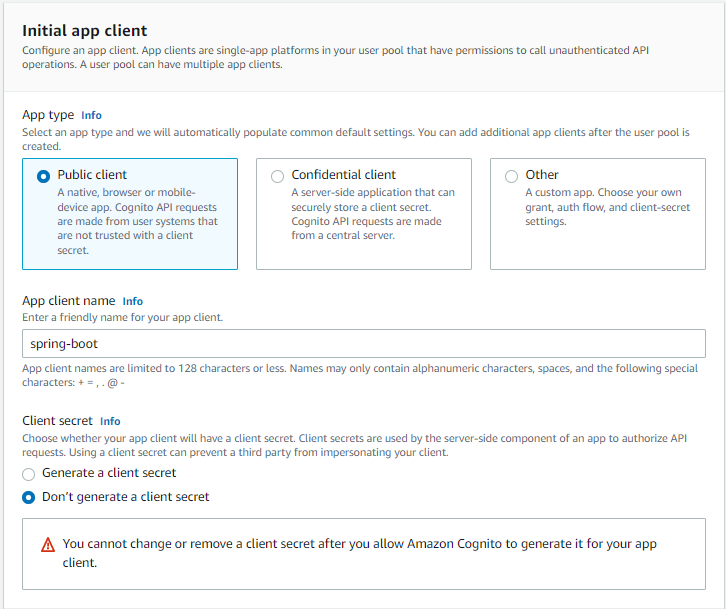 Initial app client
Configure an app client. App clients are single-app platforms in your user pool that have permissions to call unauthenticated API
operations. A user pool can have multiple app clients.
App type Info
Select an app type and we will automatically populate common default settings. You can add additional app clients after the user pool is
created.
Public client
A native, browser or mobile-
device app. Cognito API requests
are made from user systems that
are not trusted with a client
secret.
Confidential client
A server-side application that can
securely store a client secret.
Cognito API requests are made
from a central server.
Other
A custom app. Choose your own
grant, auth flow, and client-secret
settings.
App client name Info
Enter a friendly name for your app client.
spring-boot
App client names are limited to 128 characters or less. Names may only contain alphanumeric characters, spaces, and the following special
characters: + = , . @ -
Client secret Info
Choose whether your app client will have a client secret. Client secrets are used by the server-side component of an app to authorize API
requests. Using a client secret can prevent a third party from impersonating your client.
Generate a client secret
Don't generate a client secret
You cannot change or remove a client secret after you allow Amazon Cognito to generate it for your app
client.